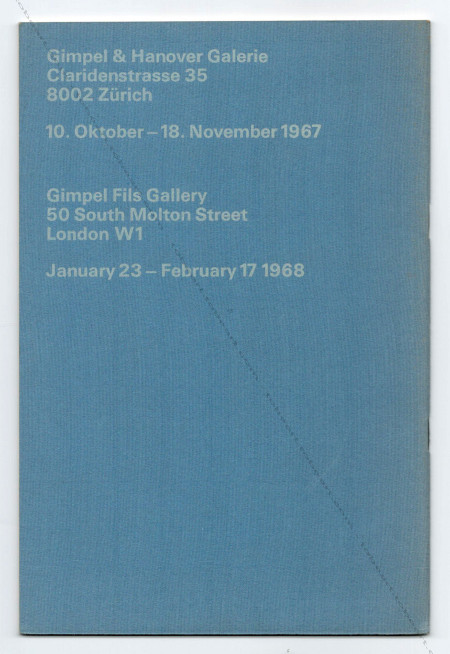 Gimpel & Hanover Galerie
Claridenstrasse 35
8002 Zürich
10. Oktober – 18. November 1967
Gimpel Fils Gallery
50 South Molton Street
London W1
January 23 – February 17 1968